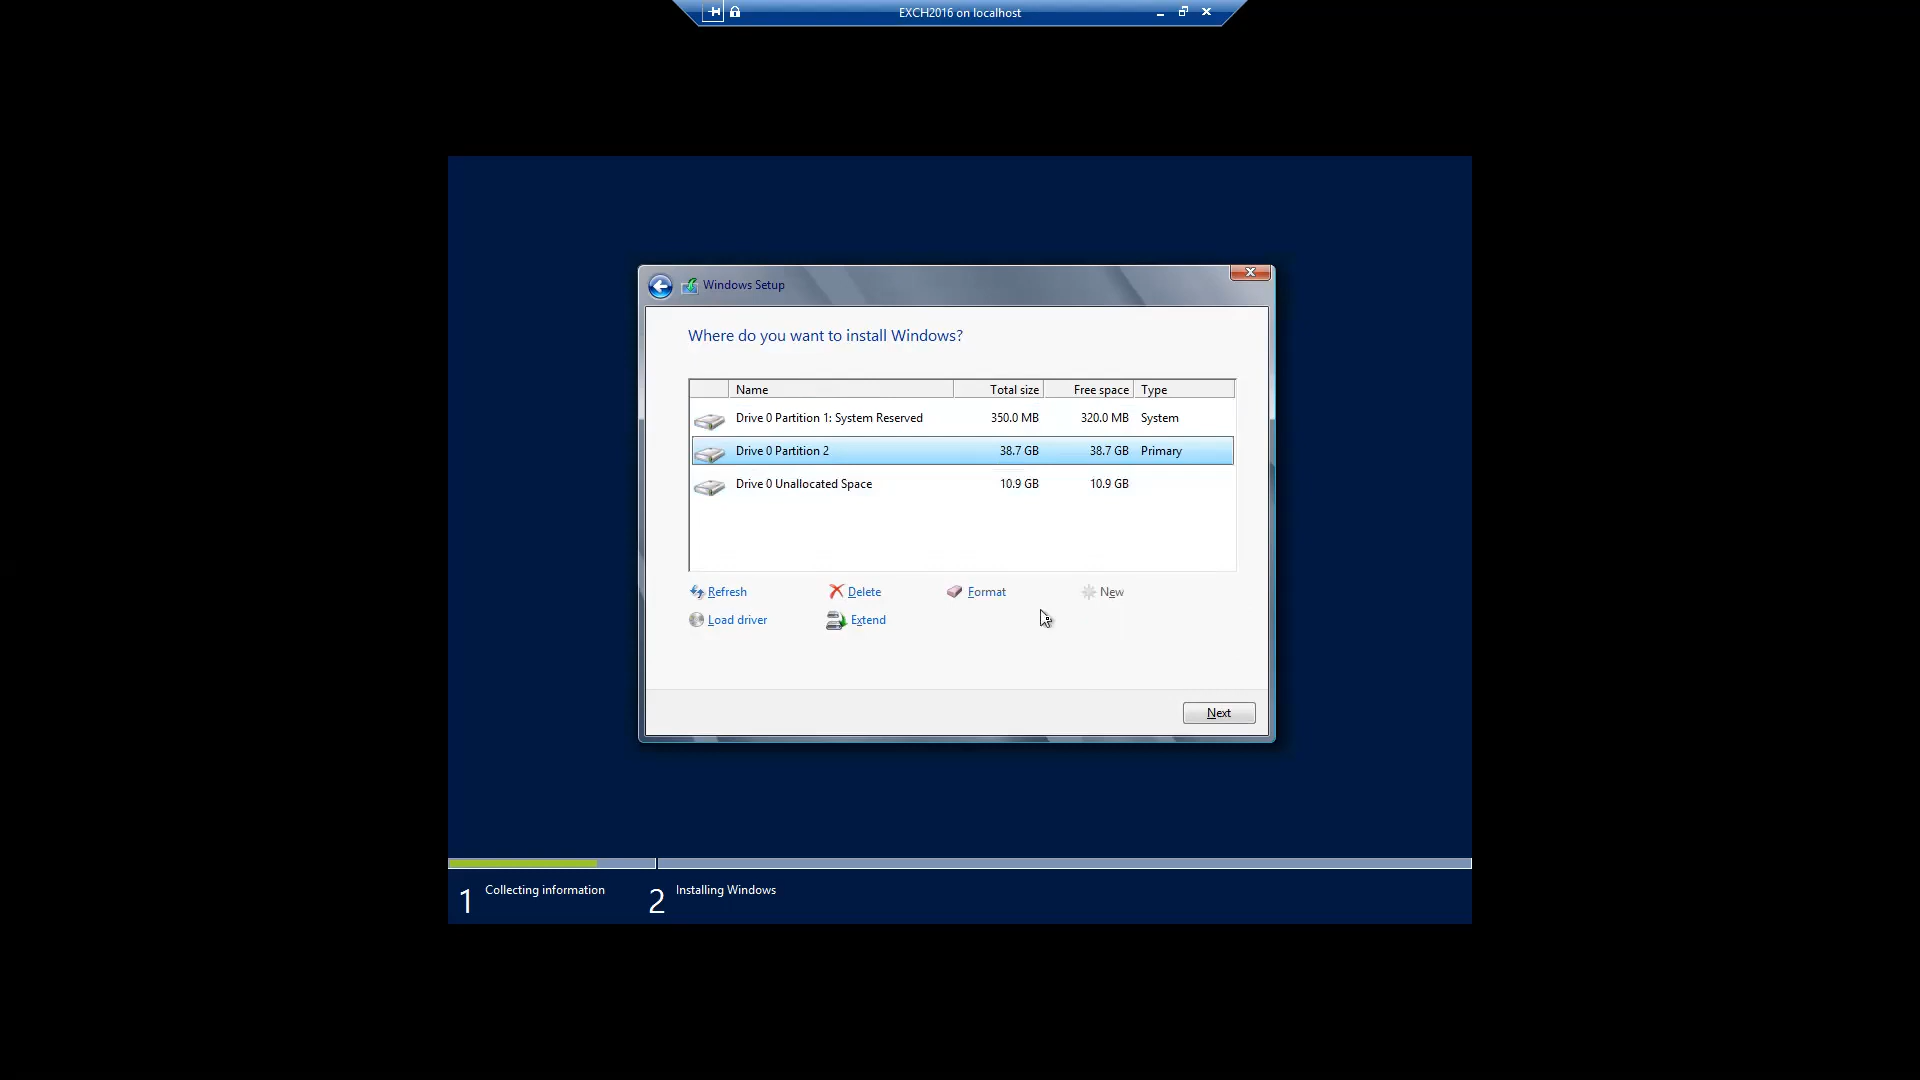 EXCH2016 on localhost
Windows Setup
Where do you want to install Windows?
Name Total size Free space Type
Drive 0 Partition 1: System Reserved 350.0 MB 320.0 MB System
Drive 0 Partition 2 38.7 GB 38.7 GB Primary
Drive 0 Unallocated Space 10.9 GB 10.9 GB
Refresh Delete Format New
Load driver Extend
Next
1 Collecting information 2 Installing Windows